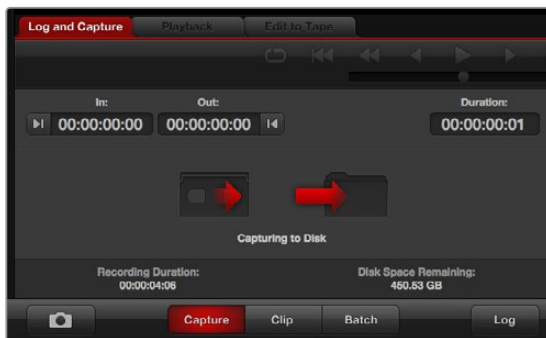 Log and Capture Playback Edit to Tape
In: Out: Duration:
00:00:00:00 00:00:00:00 00:00:00:01
Capturing to Disk
Recording Duration: Disk Space Remaining:
00:00:04:06 450.53 GB
Capture Clip Batch Log